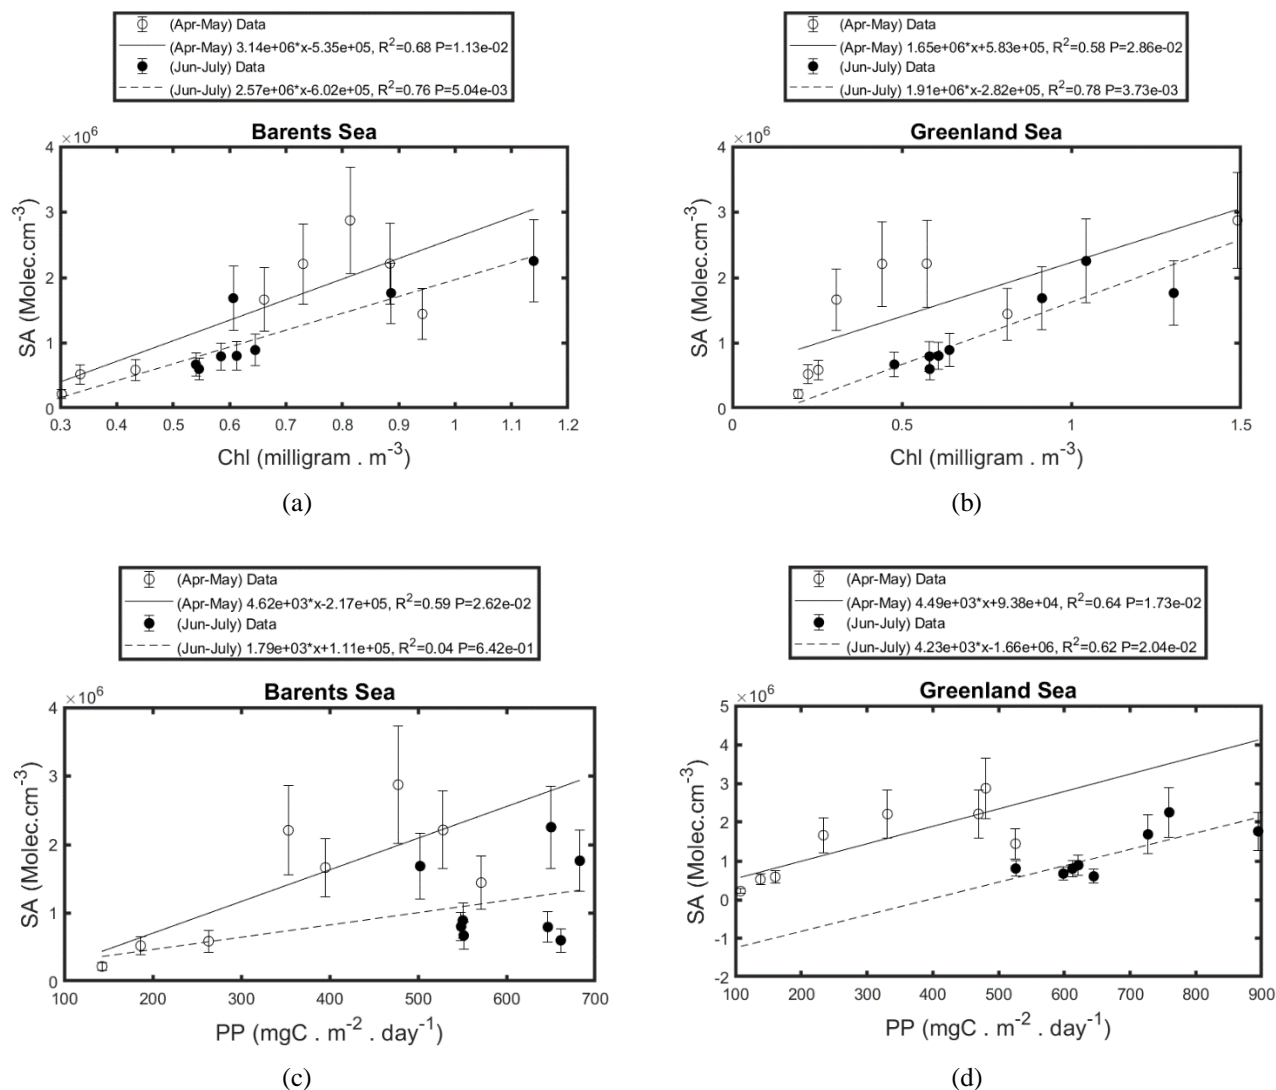 (Apr-May) Data
(Apr-May) 3.14e+06*x-5.35e+05, R²=0.68 P=1.13e-02
(Jun-July) Data
(Jun-July) 2.57e+06*x-6.02e+05, R²=0.76 P=5.04e-03
Barents Sea
×10⁶
4
3
2
1
0
SA (Molec.cm⁻³)
0.3 0.4 0.5 0.6 0.7 0.8 0.9 1 1.1 1.2
Chl (milligram . m⁻³)
(a)
(Apr-May) Data
(Apr-May) 1.65e+06*x+5.83e+05, R²=0.58 P=2.86e-02
(Jun-July) Data
(Jun-July) 1.91e+06*x-2.82e+05, R²=0.78 P=3.73e-03
Greenland Sea
×10⁶
4
3
2
1
0
SA (Molec.cm⁻³)
0 0.5 1 1.5
Chl (milligram . m⁻³)
(b)
(Apr-May) Data
(Apr-May) 4.62e+03*x-2.17e+05, R²=0.59 P=2.62e-02
(Jun-July) Data
(Jun-July) 1.79e+03*x+1.11e+05, R²=0.04 P=6.42e-01
Barents Sea
×10⁶
4
3
2
1
0
SA (Molec.cm⁻³)
100 200 300 400 500 600 700
PP (mgC . m⁻² . day⁻¹)
(c)
(Apr-May) Data
(Apr-May) 4.49e+03*x+9.38e+04, R²=0.64 P=1.73e-02
(Jun-July) Data
(Jun-July) 4.23e+03*x-1.66e+06, R²=0.62 P=2.04e-02
Greenland Sea
×10⁶
5
4
3
2
1
0
-1
-2
SA (Molec.cm⁻³)
100 200 300 400 500 600 700 800 900
PP (mgC . m⁻² . day⁻¹)
(d)